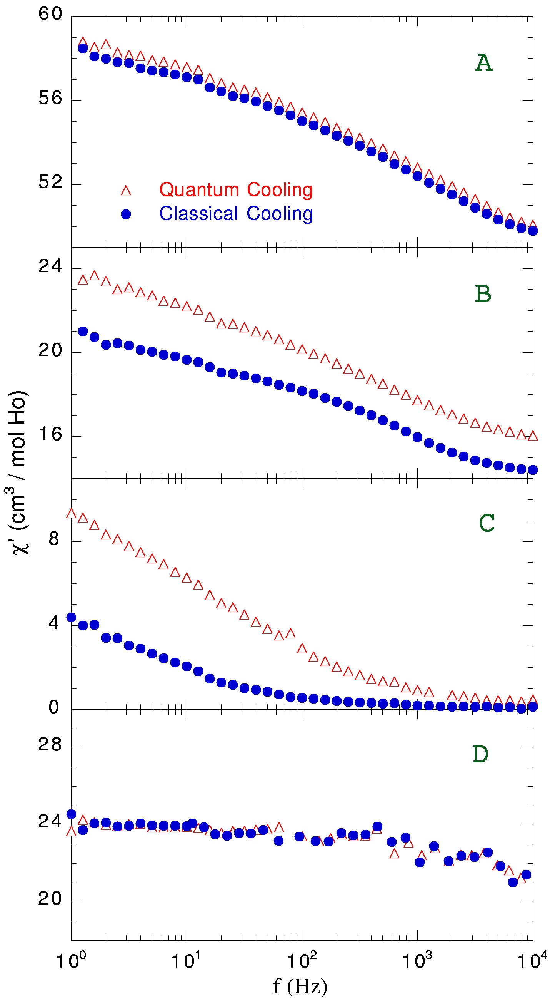 60
A
56
52
Quantum Cooling
Classical Cooling
24
B
20
16
χ' (cm³ / mol Ho)
C
8
4
0
28
D
24
20
10⁰ 10¹ 10² 10³ 10⁴
f (Hz)